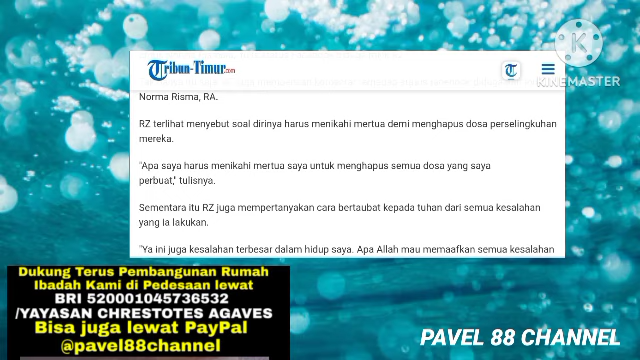 Tribun-Timur.com
K
KINEMASTER
Norma Risma, RA.
RZ terlihat menyebut soal dirinya harus menikahi mertua demi menghapus dosa perselingkuhan
mereka.
"Apa saya harus menikahi mertua saya untuk menghapus semua dosa yang saya
perbuat," tulisnya.
Sementara itu RZ juga mempertanyakan cara bertaubat kepada tuhan dari semua kesalahan
yang ia lakukan.
"Ya ini juga kesalahan terbesar dalam hidup saya. Apa Allah mau memaafkan semua kesalahan
Dukung Terus Pembangunan Rumah
Ibadah Kami di Pedesaan lewat
BRI 520001045736532
/YAYASAN CHRESTOTES AGAVES
Bisa juga lewat PayPal
@pavel88channel
PAVEL 88 CHANNEL